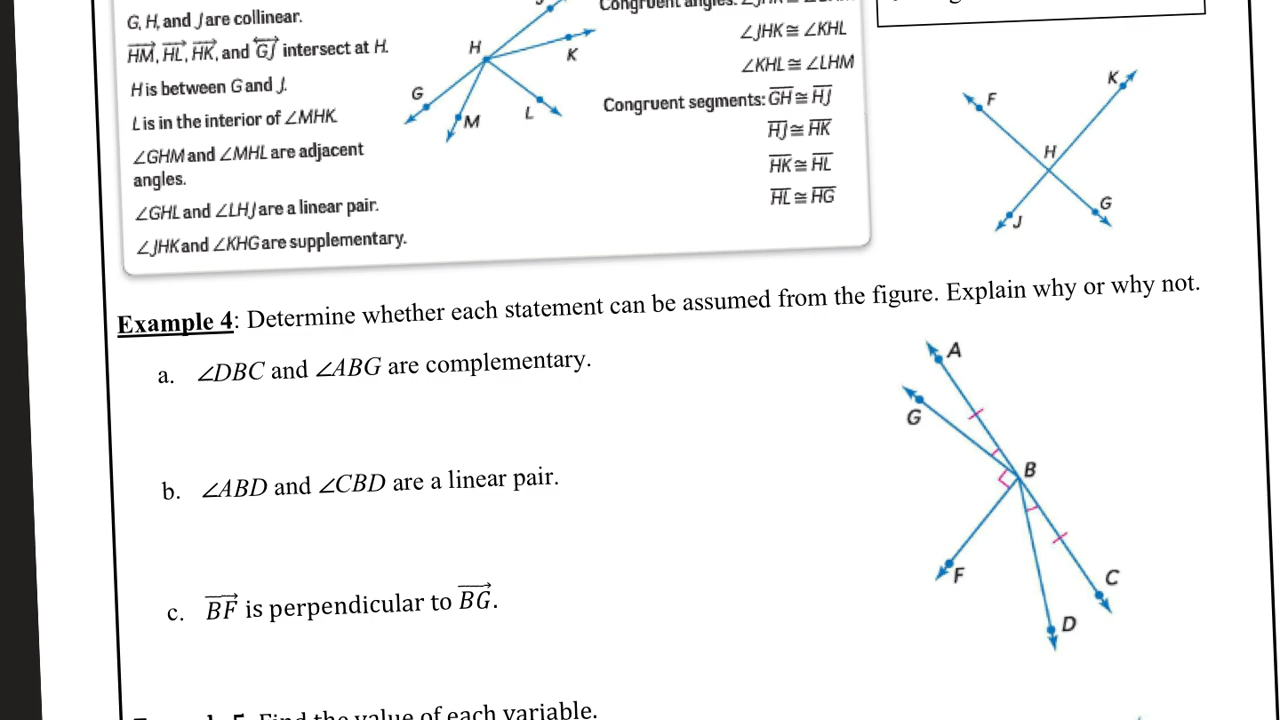 G, H, and J are collinear.
HM, HL, HK, and GJ intersect at H.
H is between G and J.
L is in the interior of ∠MHK.
∠GHM and ∠MHL are adjacent
angles.
∠GHL and ∠LHJ are a linear pair.
∠JHK and ∠KHG are supplementary.
H
K
G
M
L
Congruent angles:
∠JHK ≅ ∠KHL
∠KHL ≅ ∠LHM
Congruent segments: GH ≅ HJ
HJ ≅ HK
HK ≅ HL
HL ≅ HG
K
F
H
G
J
Example 4: Determine whether each statement can be assumed from the figure. Explain why or why not.
a. ∠DBC and ∠ABG are complementary.
b. ∠ABD and ∠CBD are a linear pair.
c. BF is perpendicular to BG.
A
G
B
F
C
D
Find the value of each variable.